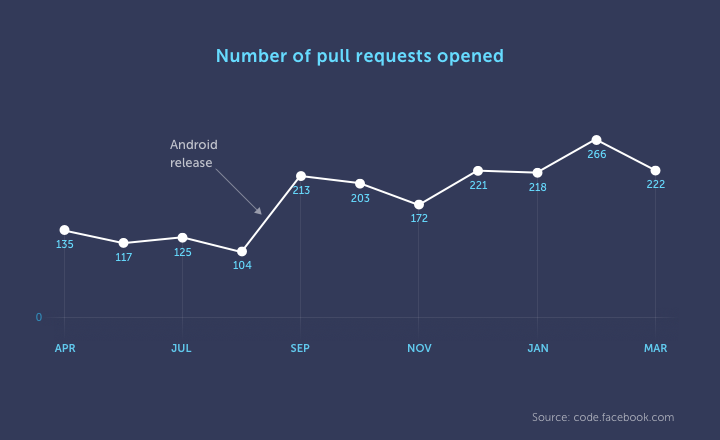 Number of pull requests opened
Android
release
266
213
221
218
222
203
172
135
117
125
104
0
APR JUL SEP NOV JAN MAR
Source: code.facebook.com